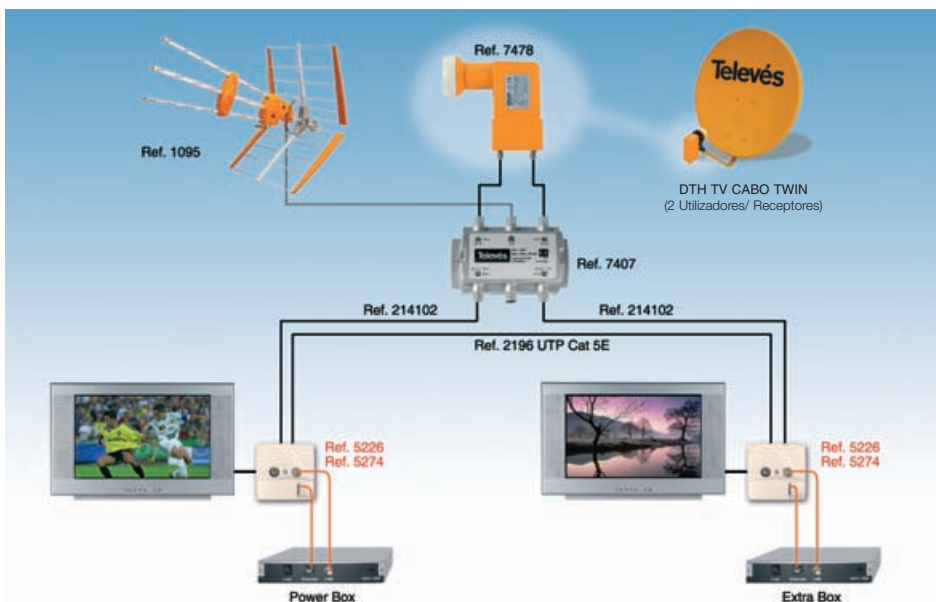 Ref. 7478
Televés
Ref. 1095
DTH TV CABO TWIN
(2 Utilizadores/ Receptores)
Televés
Ref. 7407
Ref. 214102
Ref. 214102
Ref. 2196 UTP Cat 5E
Ref. 5226
Ref. 5274
Ref. 5226
Ref. 5274
Power Box
Extra Box